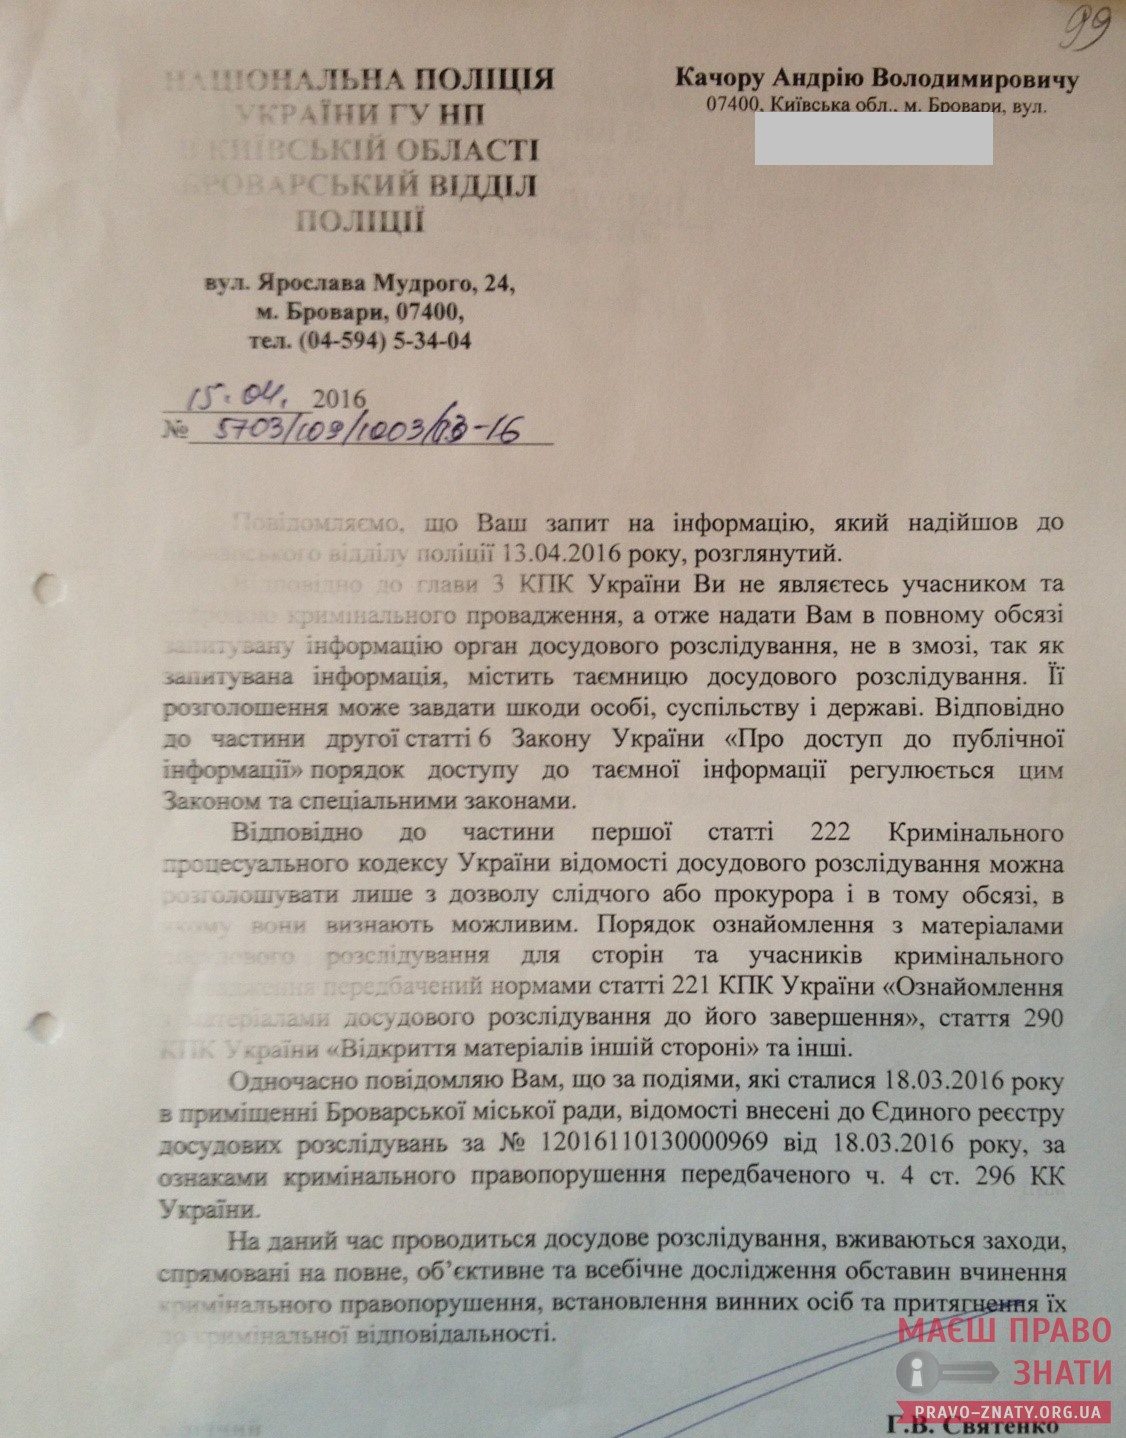 99
НАЦІОНАЛЬНА ПОЛІЦІЯ
УКРАЇНИ ГУ НП
В КИЇВСЬКІЙ ОБЛАСТІ
БРОВАРСЬКИЙ ВІДДІЛ
ПОЛІЦІЇ
вул. Ярослава Мудрого, 24,
м. Бровари, 07400,
тел. (04-594) 5-34-04
15.04. 2016
№ 5703/109/1003/03-16
Качору Андрію Володимировичу
07400, Київська обл., м. Бровари, вул.
Повідомляємо, що Ваш запит на інформацію, який надійшов до
Броварського відділу поліції 13.04.2016 року, розглянутий.
Відповідно до глави 3 КПК України Ви не являєтесь учасником та
стороною кримінального провадження, а отже надати Вам в повному обсязі
запитувану інформацію орган досудового розслідування, не в змозі, так як
запитувана інформація, містить таємницю досудового розслідування. Її
розголошення може завдати шкоди особі, суспільству і державі. Відповідно
до частини другої статті 6 Закону України «Про доступ до публічної
інформації» порядок доступу до таємної інформації регулюється цим
Законом та спеціальними законами.
Відповідно до частини першої статті 222 Кримінального
процесуального кодексу України відомості досудового розслідування можна
розголошувати лише з дозволу слідчого або прокурора і в тому обсязі, в
якому вони визнають можливим. Порядок ознайомлення з матеріалами
досудового розслідування для сторін та учасників кримінального
провадження передбачений нормами статті 221 КПК України «Ознайомлення
з матеріалами досудового розслідування до його завершення», стаття 290
КПК України «Відкриття матеріалів іншій стороні» та інші.
Одночасно повідомляю Вам, що за подіями, які сталися 18.03.2016 року
в приміщенні Броварської міської ради, відомості внесені до Єдиного реєстру
досудових розслідувань за № 12016110130000969 від 18.03.2016 року, за
ознаками кримінального правопорушення передбаченого ч. 4 ст. 296 КК
України.
На даний час проводиться досудове розслідування, вживаються заходи,
спрямовані на повне, об’єктивне та всебічне дослідження обставин вчинення
кримінального правопорушення, встановлення винних осіб та притягнення їх
до кримінальної відповідальності.
МАЄШ ПРАВО
ЗНАТИ
PRAVO-ZNATY.ORG.UA
Г.В. Святенко